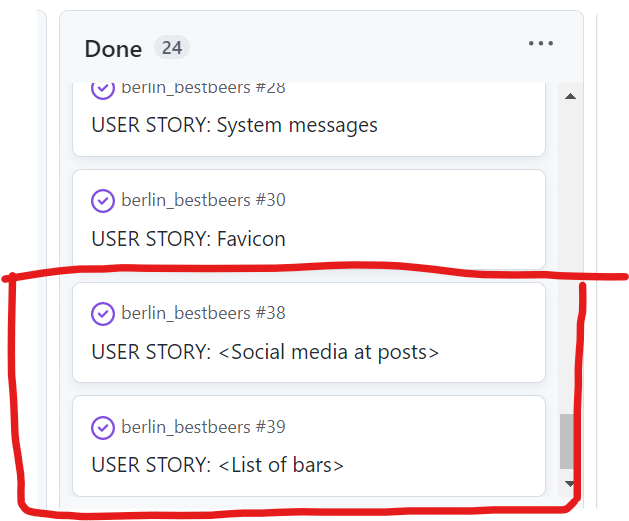 Done 24
berlin_bestbeers #28
USER STORY: System messages
berlin_bestbeers #30
USER STORY: Favicon
berlin_bestbeers #38
USER STORY: <Social media at posts>
berlin_bestbeers #39
USER STORY: <List of bars>